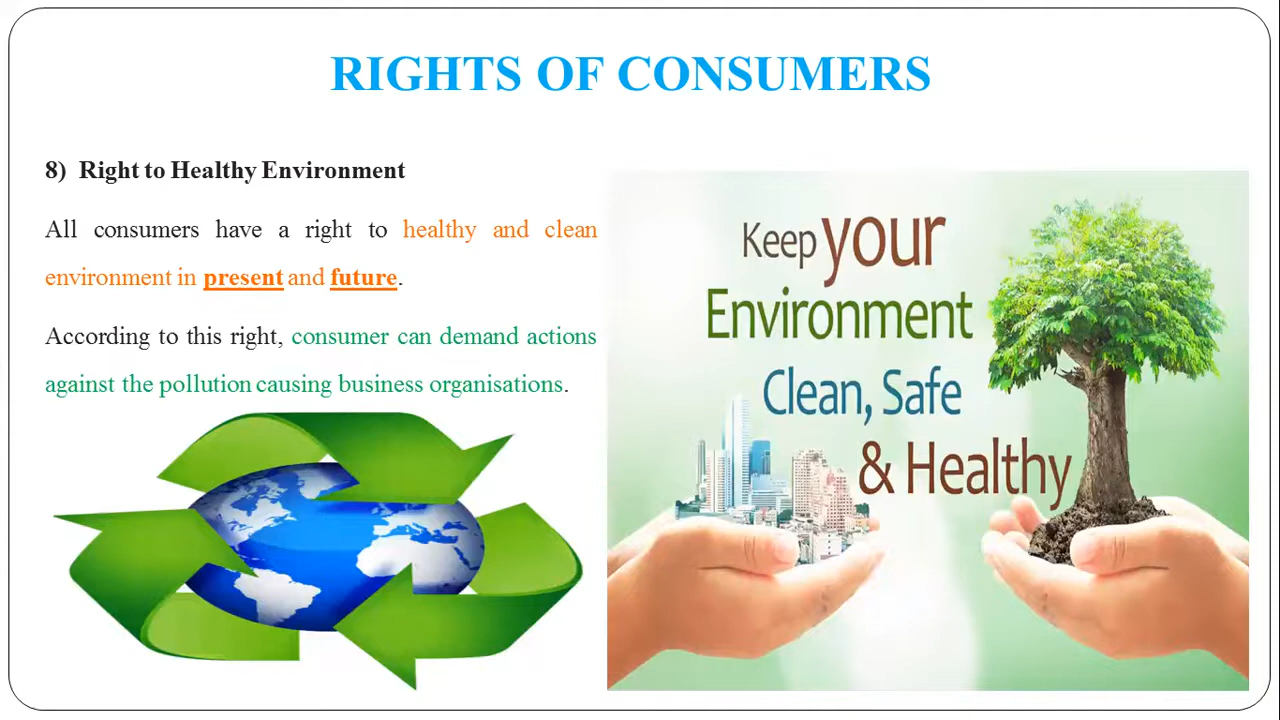 RIGHTS OF CONSUMERS
8) Right to Healthy Environment
All consumers have a right to healthy and clean
environment in present and future.
According to this right, consumer can demand actions
against the pollution causing business organisations.
Keep your
Environment
Clean, Safe
& Healthy